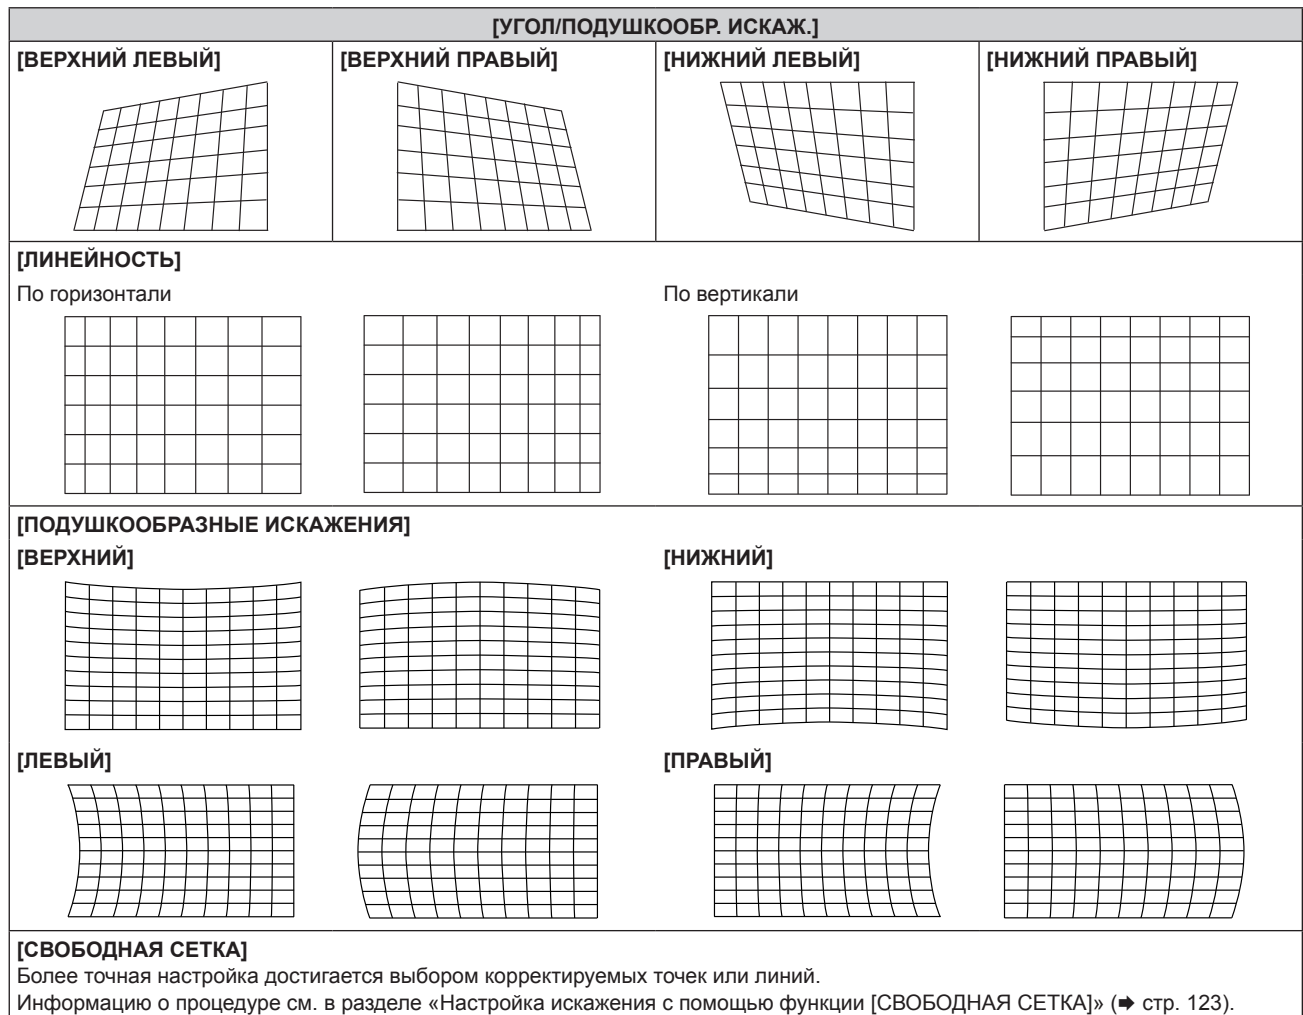 [УГОЛ/ПОДУШКООБР. ИСКАЖ.]
[ВЕРХНИЙ ЛЕВЫЙ] [ВЕРХНИЙ ПРАВЫЙ] [НИЖНИЙ ЛЕВЫЙ] [НИЖНИЙ ПРАВЫЙ]
[ЛИНЕЙНОСТЬ]
По горизонтали По вертикали
[ПОДУШКООБРАЗНЫЕ ИСКАЖЕНИЯ]
[ВЕРХНИЙ] [НИЖНИЙ]
[ЛЕВЫЙ] [ПРАВЫЙ]
[СВОБОДНАЯ СЕТКА]
Более точная настройка достигается выбором корректируемых точек или линий.
Информацию о процедуре см. в разделе «Настройка искажения с помощью функции [СВОБОДНАЯ СЕТКА]» (➡ стр. 123).